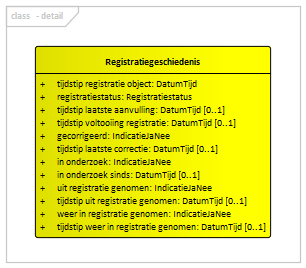 class - detail
Registratiegeschiedenis
+ tijdstip registratie object: DatumTijd
+ registratiestatus: Registratiestatus
+ tijdstip laatste aanvulling: DatumTijd [0..1]
+ tijdstip voltooiing registratie: DatumTijd [0..1]
+ gecorrigeerd: IndicatieJaNee
+ tijdstip laatste correctie: DatumTijd [0..1]
+ in onderzoek: IndicatieJaNee
+ in onderzoek sinds: DatumTijd [0..1]
+ uit registratie genomen: IndicatieJaNee
+ tijdstip uit registratie genomen: DatumTijd [0..1]
+ weer in registratie genomen: IndicatieJaNee
+ tijdstip weer in registratie genomen: DatumTijd [0..1]